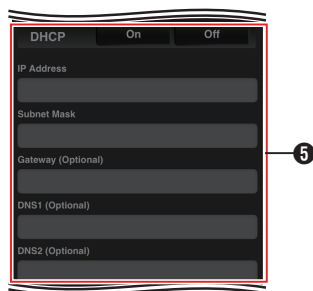 DHCP On Off
IP Address
Subnet Mask
Gateway (Optional)
DNS1 (Optional)
DNS2 (Optional)
5